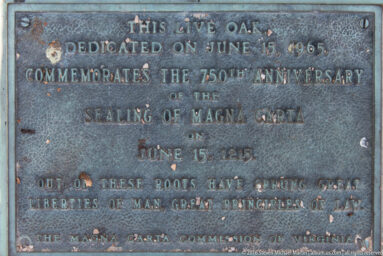 THIS LIVE OAK,
DEDICATED ON JUNE 15, 1965,
COMMEMORATES THE 750TH ANNIVERSARY
OF THE
SEALING OF MAGNA CARTA
ON
JUNE 15, 1215.
OUT OF THESE ROOTS HAVE SPRUNG GREAT
LIBERTIES OF MAN, GREAT PRINCIPLES OF LAW.
THE MAGNA CARTA COMMISSION OF VIRGINIA